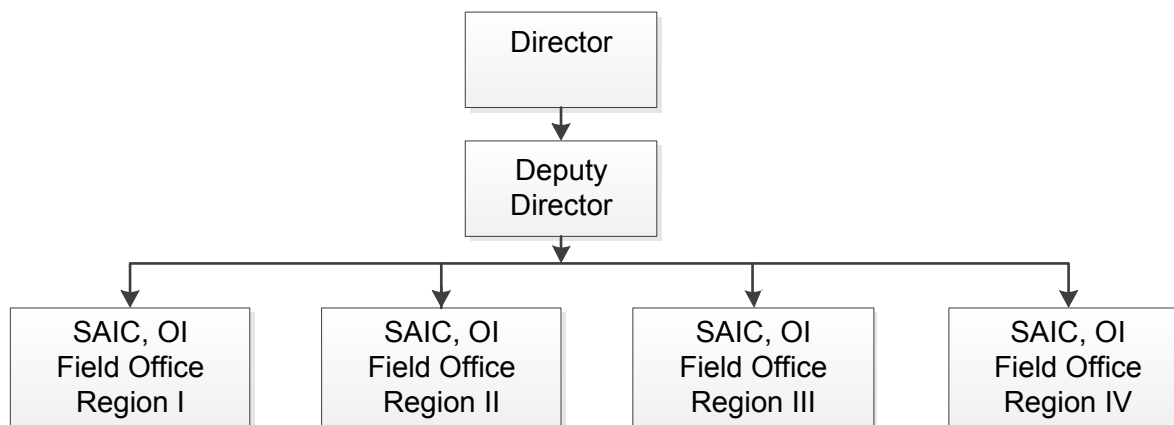 Director
Deputy
Director
SAIC, OI
Field Office
Region I
SAIC, OI
Field Office
Region II
SAIC, OI
Field Office
Region III
SAIC, OI
Field Office
Region IV